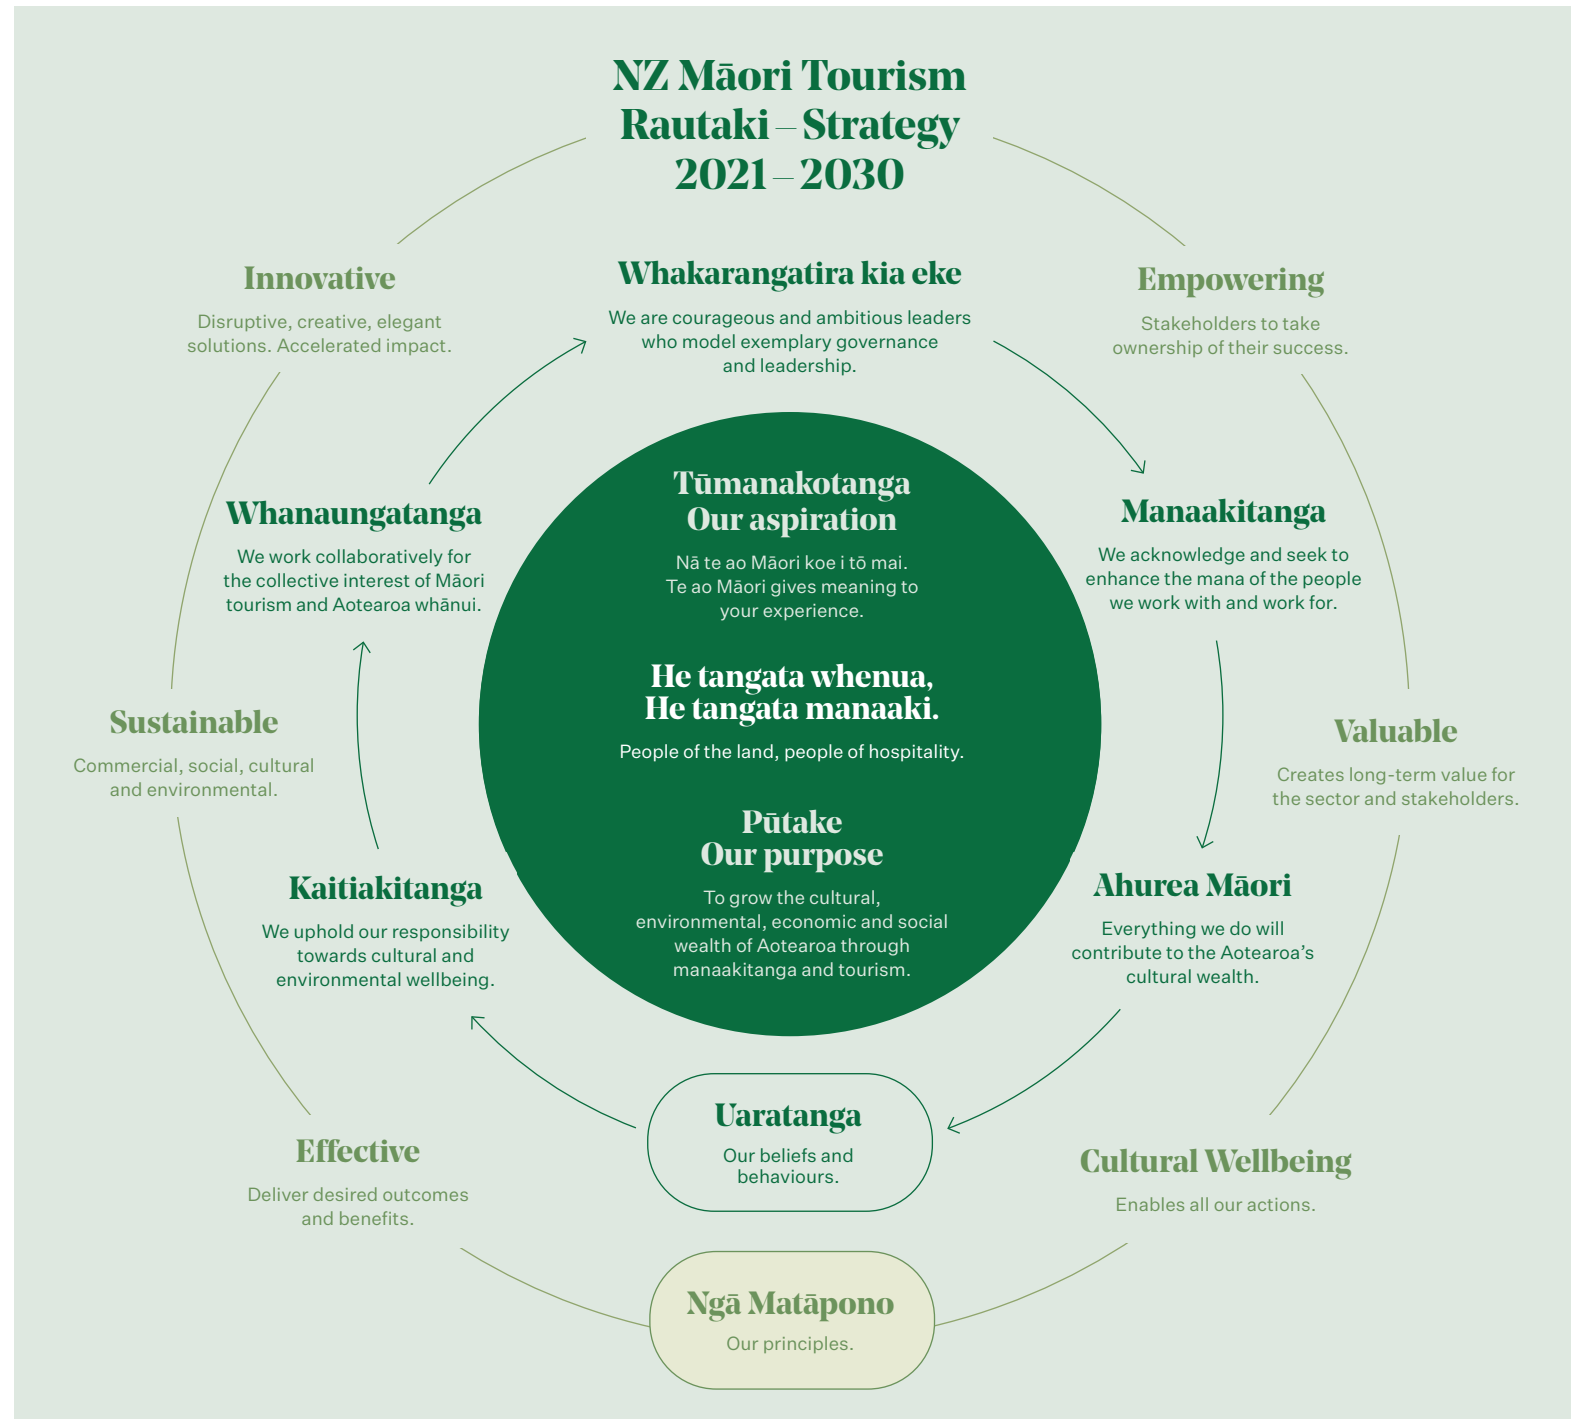 NZ Māori Tourism
Rautaki – Strategy
2021 – 2030
Innovative
Disruptive, creative, elegant
solutions. Accelerated impact.
Whakarangatira kia eke
We are courageous and ambitious leaders
who model exemplary governance
and leadership.
Empowering
Stakeholders to take
ownership of their success.
Whanaungatanga
We work collaboratively for
the collective interest of Māori
tourism and Aotearoa whānui.
Tūmanakotanga
Our aspiration
Nā te ao Māori koe i tō mai.
Te ao Māori gives meaning to
your experience.
Manaakitanga
We acknowledge and seek to
enhance the mana of the people
we work with and work for.
He tangata whenua,
He tangata manaaki.
People of the land, people of hospitality.
Sustainable
Commercial, social, cultural
and environmental.
Valuable
Creates long-term value for
the sector and stakeholders.
Pūtake
Our purpose
To grow the cultural,
environmental, economic and social
wealth of Aotearoa through
manaakitanga and tourism.
Kaitiakitanga
We uphold our responsibility
towards cultural and
environmental wellbeing.
Ahurea Māori
Everything we do will
contribute to the Aotearoa’s
cultural wealth.
Uaratanga
Our beliefs and
behaviours.
Effective
Deliver desired outcomes
and benefits.
Cultural Wellbeing
Enables all our actions.
Ngā Matāpono
Our principles.